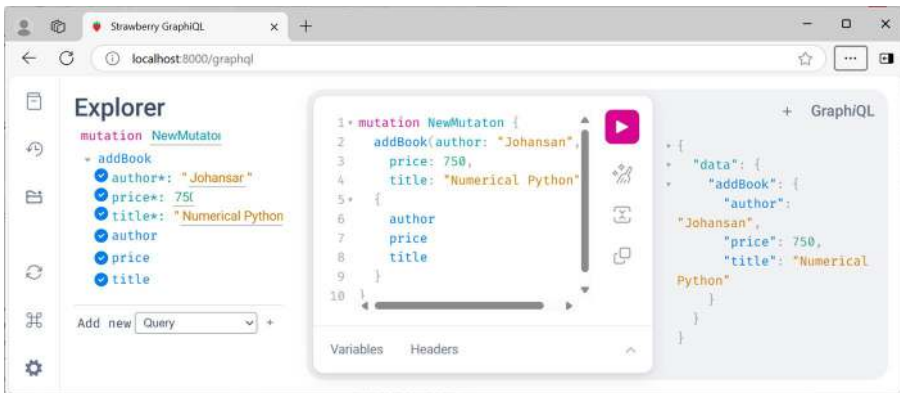 Strawberry GraphiQL
localhost:8000/graphql
Explorer
mutation NewMutator
addBook
author*: "Johansar"
price*: 750
title*: "Numerical Python
author
price
title
Add new Query +
1 mutation NewMutaton {
2 addBook(author: "Johansan",
3 price: 750,
4 title: "Numerical Python"
5 {
6 author
7 price
8 title
9 }
10 }
Variables Headers
+ GraphiQL
{
"data": {
"addBook": {
"author":
"Johansan",
"price": 750,
"title": "Numerical
Python"
}
}
}